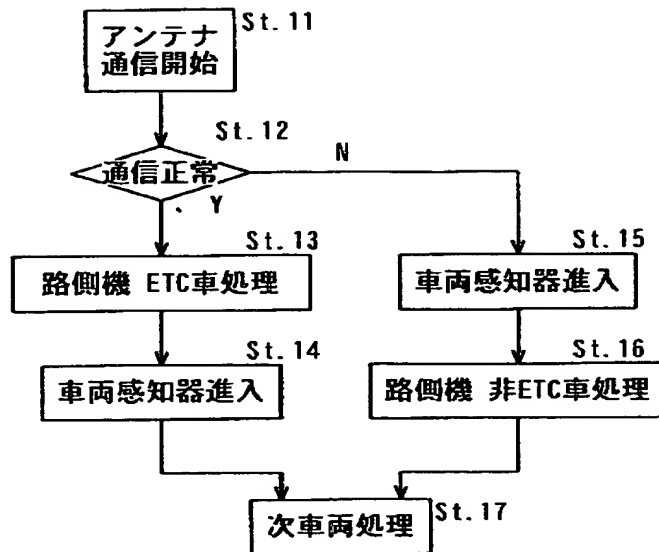 St.11
アンテナ
通信開始
St.12
通信正常
N
Y
St.13
路側機 ETC車処理
St.15
車両感知器進入
St.14
車両感知器進入
St.16
路側機 非ETC車処理
St.17
次車両処理